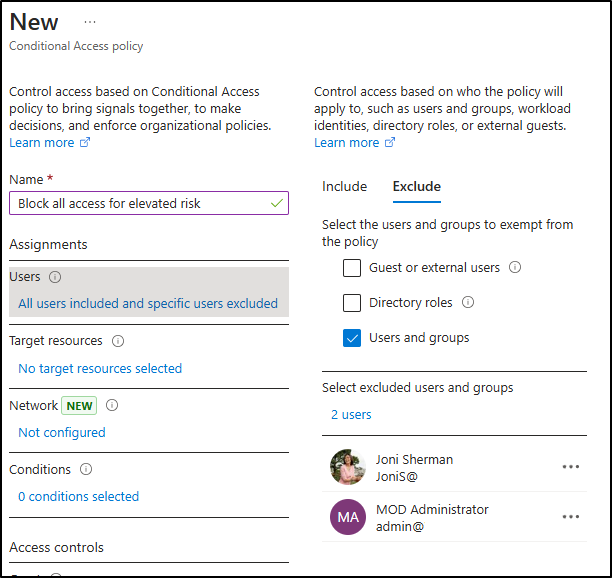 New ...
Conditional Access policy
Control access based on Conditional Access
policy to bring signals together, to make
decisions, and enforce organizational policies.
Learn more
Name *
Block all access for elevated risk
Assignments
Users
All users included and specific users excluded
Target resources
No target resources selected
Network NEW
Not configured
Conditions
0 conditions selected
Access controls
Control access based on who the policy will
apply to, such as users and groups, workload
identities, directory roles, or external guests.
Learn more
Include Exclude
Select the users and groups to exempt from
the policy
Guest or external users
Directory roles
Users and groups
Select excluded users and groups
2 users
Joni Sherman
JoniS@
MA
MOD Administrator
admin@